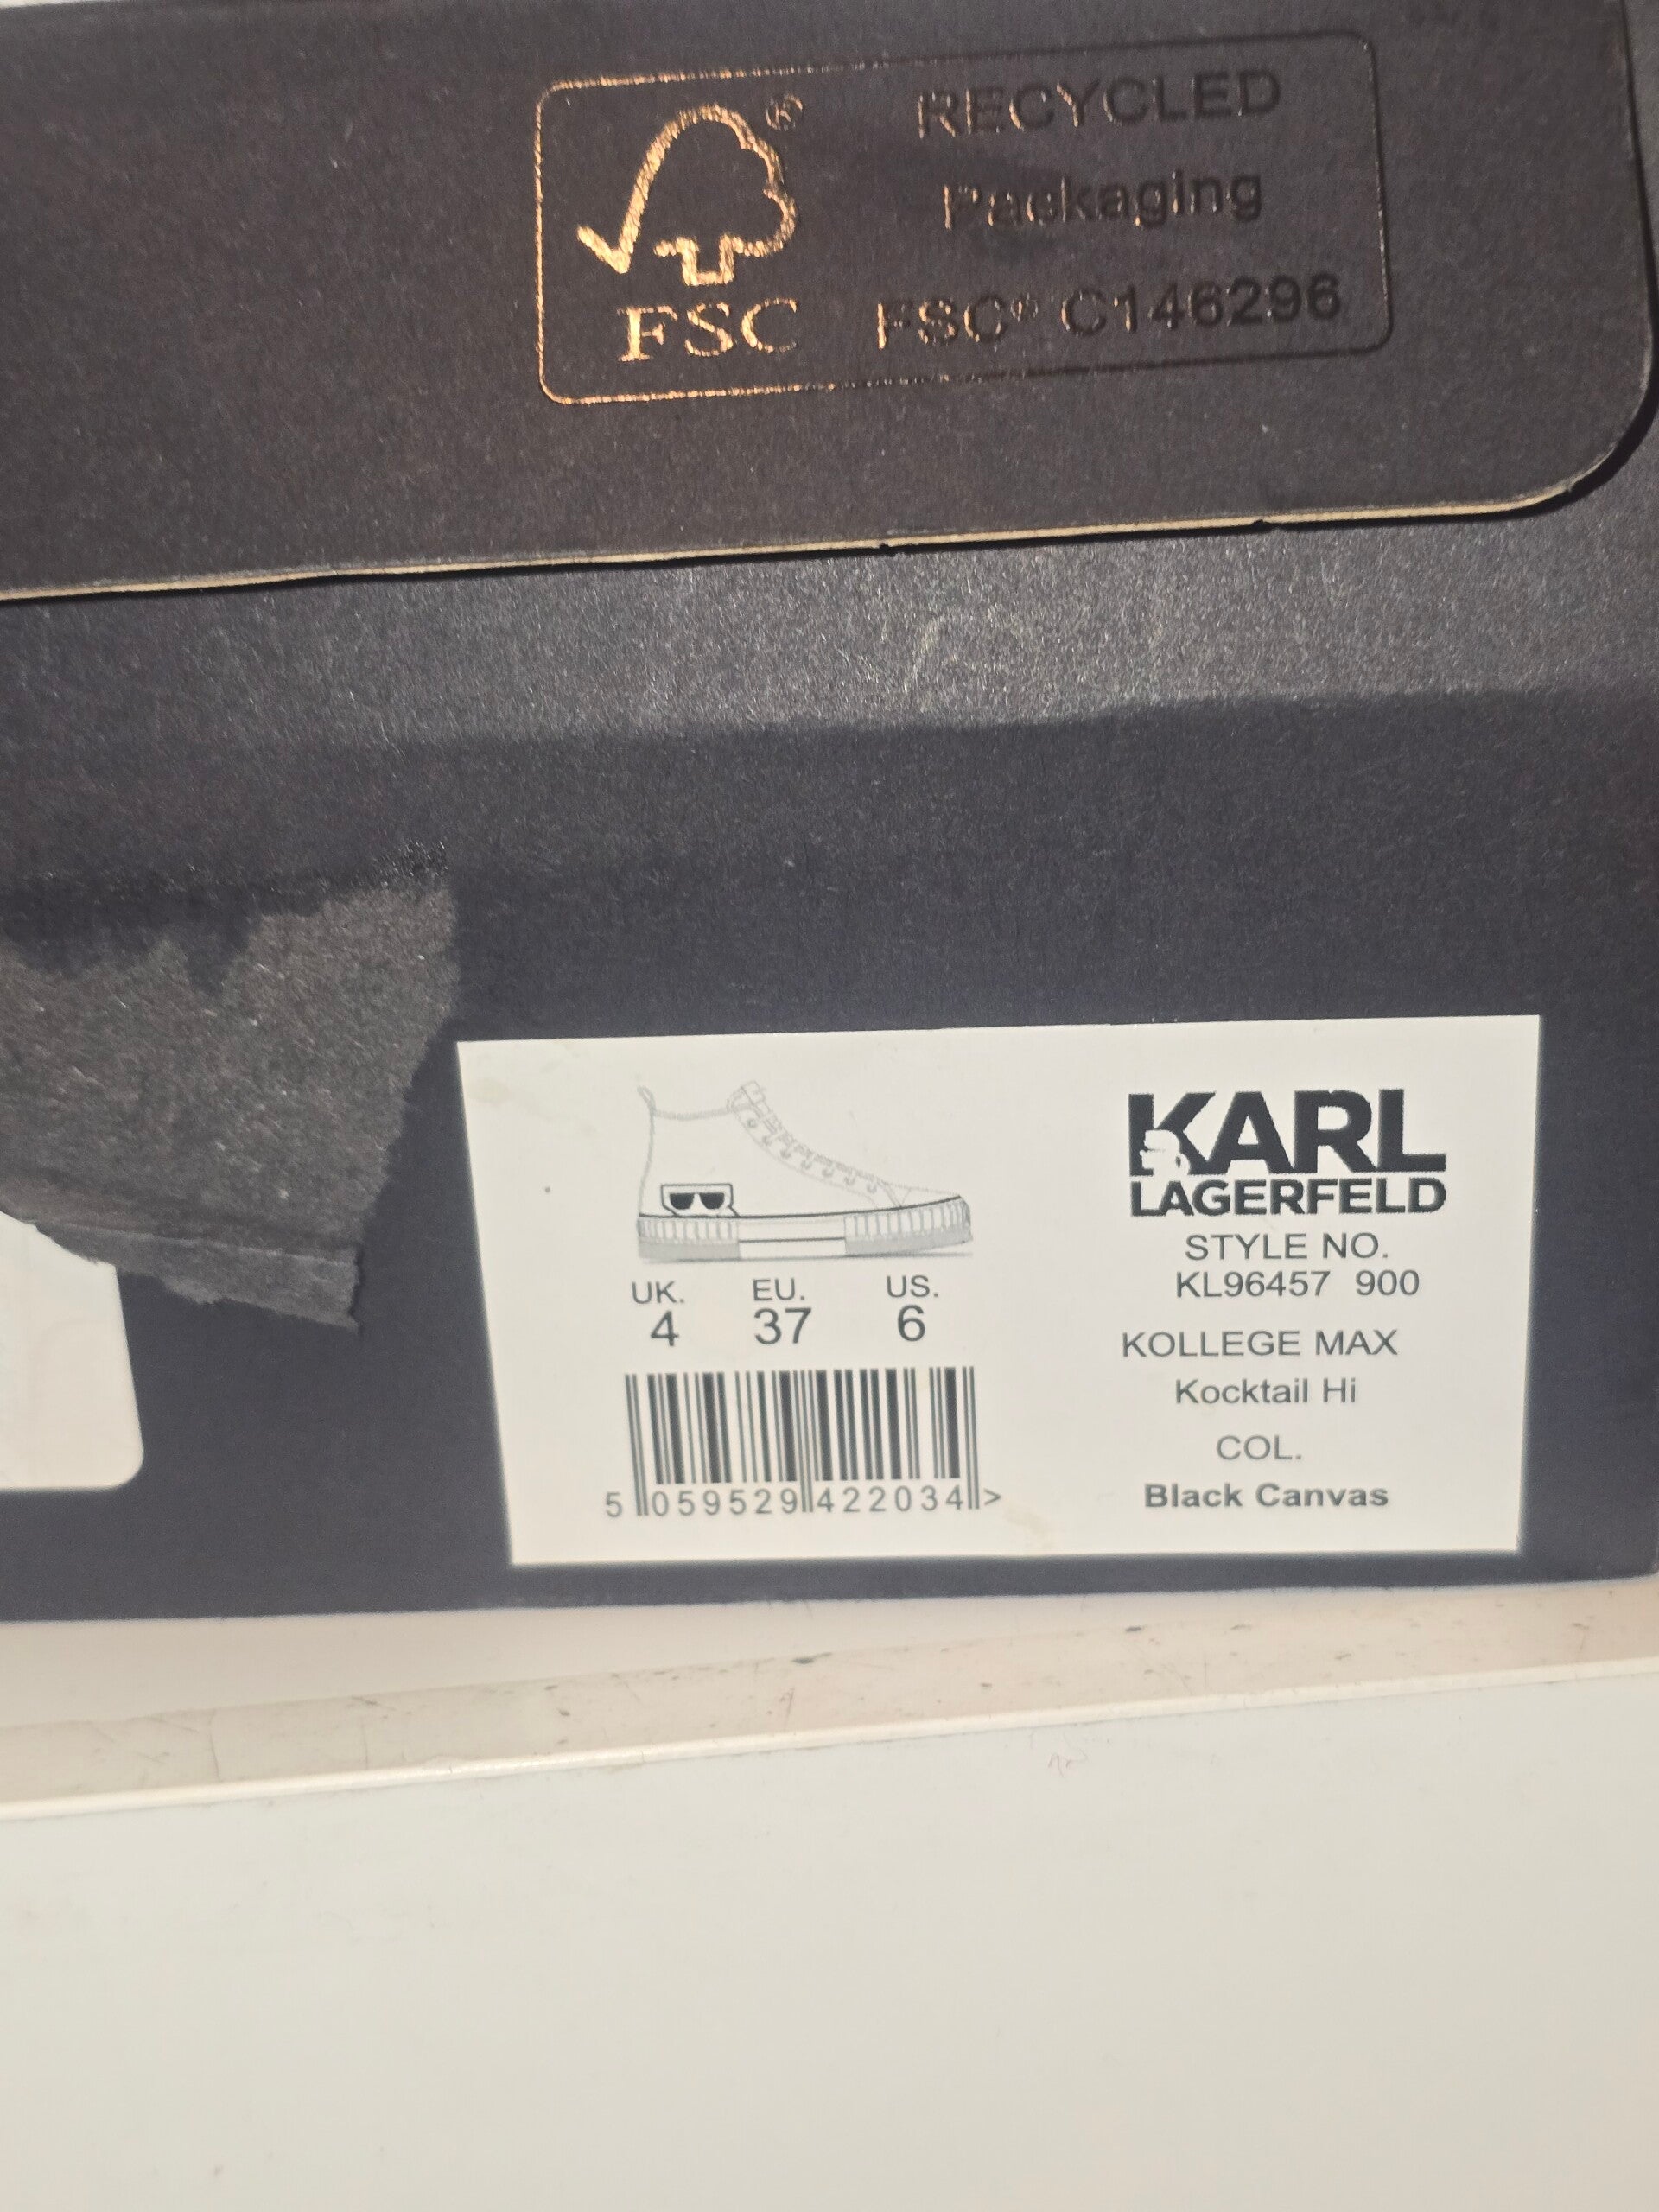 RECYCLED
Packaging
FSC® C146296
®
FSC
KARL
LAGERFELD
STYLE NO.
KL96457 900
KOLLEGE MAX
Kocktail Hi
COL.
Black Canvas
UK. EU. US.
4 37 6
5 059529 422034 >